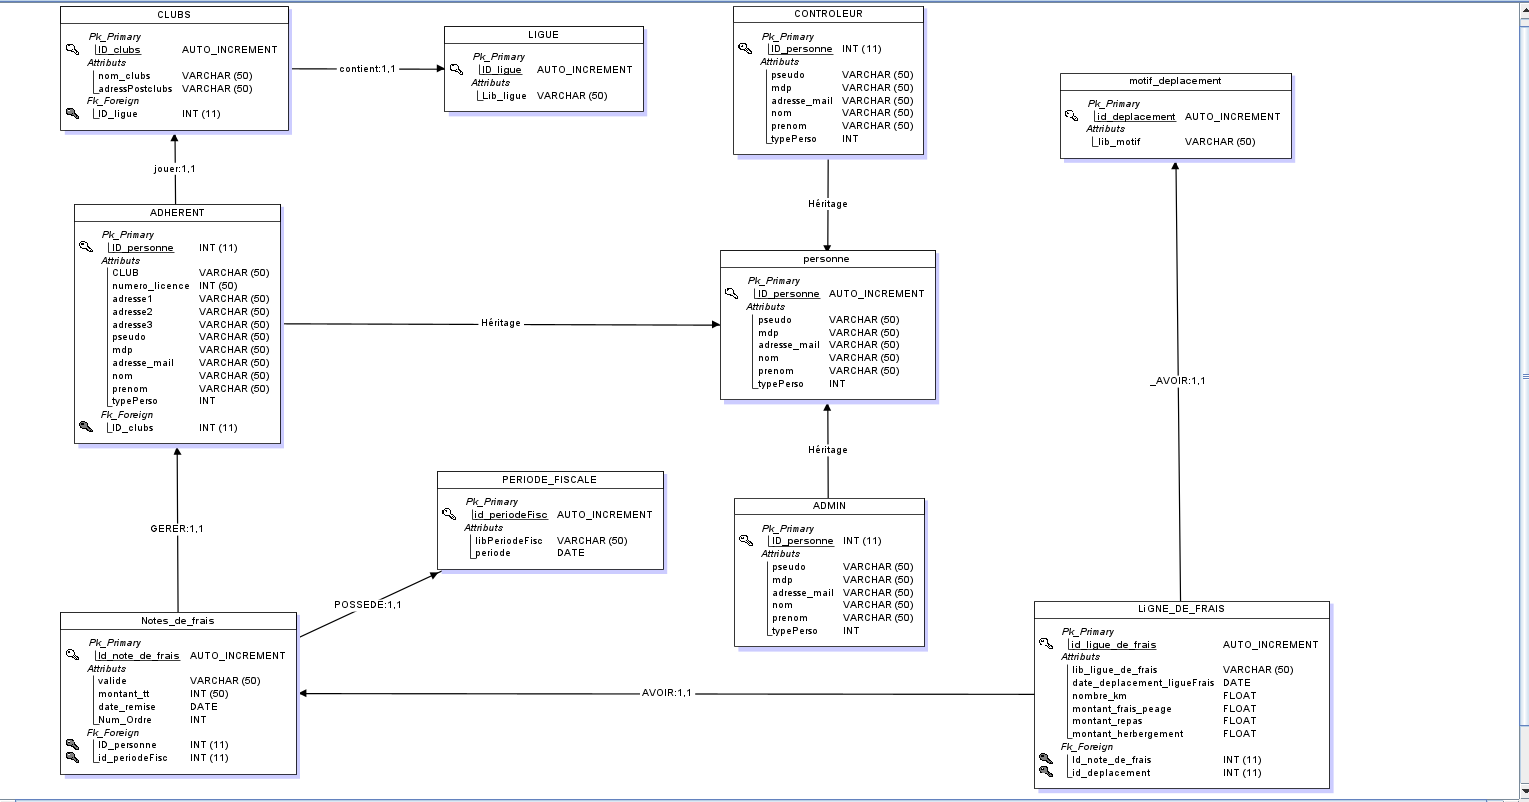 CLUBS
Pk_Primary
ID_clubs AUTO_INCREMENT
Attributs
nom_clubs VARCHAR (50)
adressPostclubs VARCHAR (50)
Fk_Foreign
ID_ligue INT (11)
contient:1,1
LIGUE
Pk_Primary
ID_ligue AUTO_INCREMENT
Attributs
Lib_ligue VARCHAR (50)
CONTROLEUR
Pk_Primary
ID_personne INT (11)
Attributs
pseudo VARCHAR (50)
mdp VARCHAR (50)
adresse_mail VARCHAR (50)
nom VARCHAR (50)
prenom VARCHAR (50)
typePerso INT
motif_deplacement
Pk_Primary
id_deplacement AUTO_INCREMENT
Attributs
lib_motif VARCHAR (50)
jouer:1,1
Héritage
ADHERENT
Pk_Primary
ID_personne INT (11)
Attributs
CLUB VARCHAR (50)
numero_licence INT (50)
adresse1 VARCHAR (50)
adresse2 VARCHAR (50)
adresse3 VARCHAR (50)
pseudo VARCHAR (50)
mdp VARCHAR (50)
adresse_mail VARCHAR (50)
nom VARCHAR (50)
prenom VARCHAR (50)
typePerso INT
Fk_Foreign
ID_clubs INT (11)
Héritage
personne
Pk_Primary
ID_personne AUTO_INCREMENT
Attributs
pseudo VARCHAR (50)
mdp VARCHAR (50)
adresse_mail VARCHAR (50)
nom VARCHAR (50)
prenom VARCHAR (50)
typePerso INT
_AVOIR:1,1
Héritage
GERER:1,1
PERIODE_FISCALE
Pk_Primary
id_periodeFisc AUTO_INCREMENT
Attributs
libPeriodeFisc VARCHAR (50)
periode DATE
POSSEDE:1,1
ADMIN
Pk_Primary
ID_personne INT (11)
Attributs
pseudo VARCHAR (50)
mdp VARCHAR (50)
adresse_mail VARCHAR (50)
nom VARCHAR (50)
prenom VARCHAR (50)
typePerso INT
Notes_de_frais
Pk_Primary
Id_note_de_frais AUTO_INCREMENT
Attributs
valide VARCHAR (50)
montant_tt INT (50)
date_remise DATE
Num_Ordre INT
Fk_Foreign
ID_personne INT (11)
id_periodeFisc INT (11)
AVOIR:1,1
LiGNE_DE_FRAIS
Pk_Primary
id_ligue_de_frais AUTO_INCREMENT
Attributs
lib_ligue_de_frais VARCHAR (50)
date_deplacement_ligueFrais DATE
nombre_km FLOAT
montant_frais_peage FLOAT
montant_repas FLOAT
montant_herbergement FLOAT
Fk_Foreign
Id_note_de_frais INT (11)
id_deplacement INT (11)